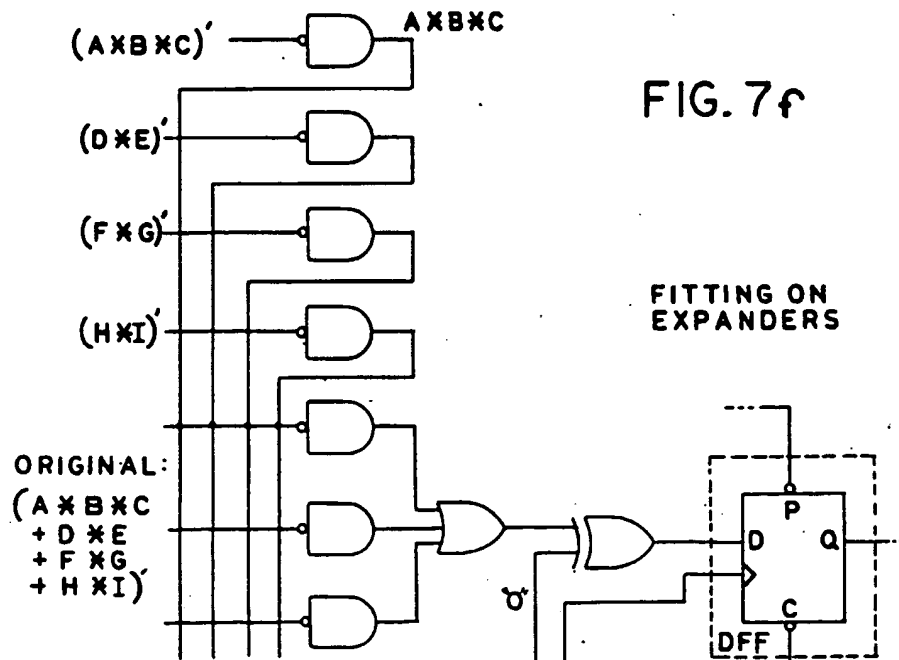 (A*B*C)'
A*B*C
FIG. 7f
(D*E)'
(F*G)'
(H*I)'
FITTING ON
EXPANDERS
ORIGINAL:
(A*B*C
+ D*E
+ F*G
+ H*I)'
P
D
Q
'0'
C
DFF